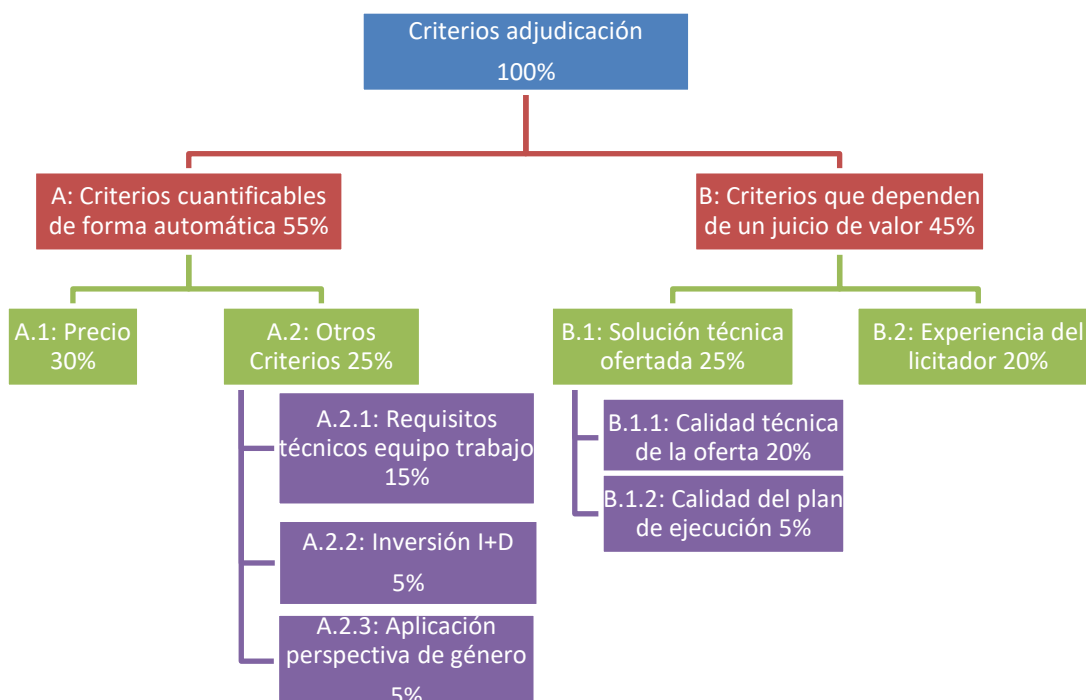 Criterios adjudicación
100%
A: Criterios cuantificables
de forma automática 55%
B: Criterios que dependen
de un juicio de valor 45%
A.1: Precio
30%
A.2: Otros
Criterios 25%
B.1: Solución técnica
ofertada 25%
B.2: Experiencia del
licitador 20%
A.2.1: Requisitos
técnicos equipo trabajo
15%
A.2.2: Inversión I+D
5%
A.2.3: Aplicación
perspectiva de género
5%
B.1.1: Calidad técnica
de la oferta 20%
B.1.2: Calidad del plan
de ejecución 5%